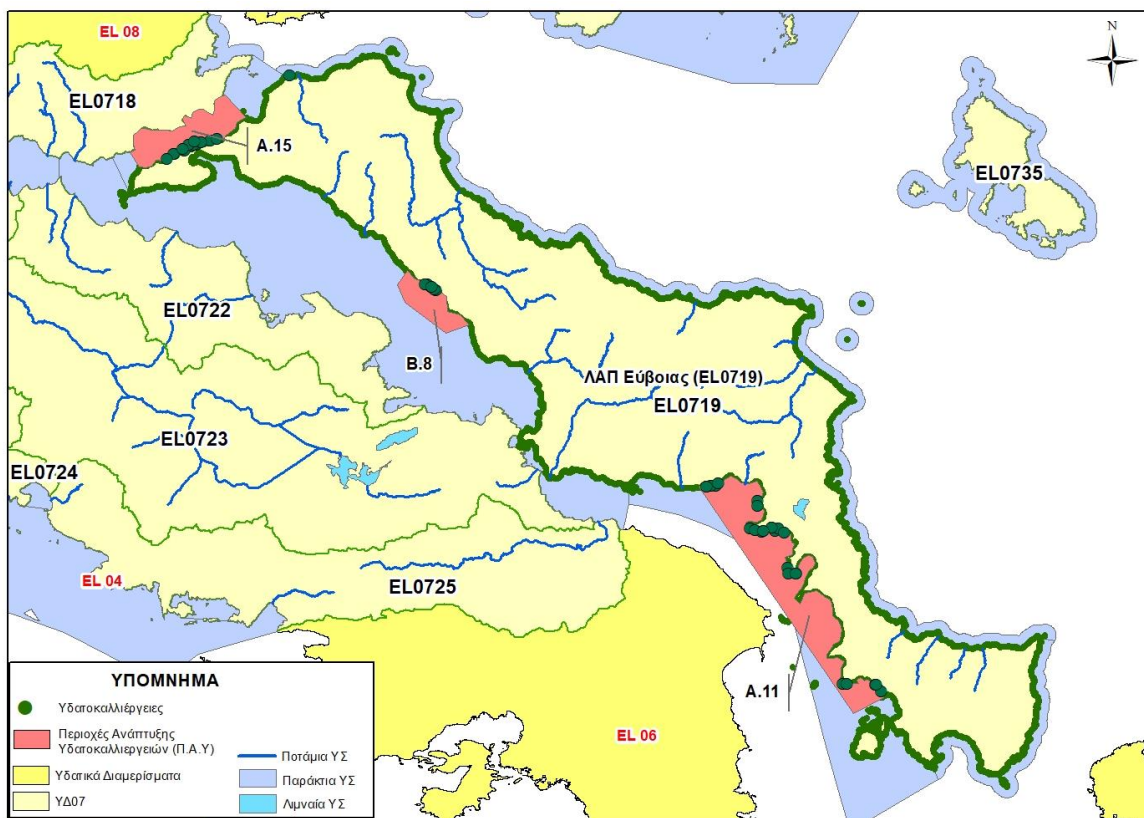 EL 08
N
EL0718
A.15
EL0735
EL0722
B.8
ΛΑΠ Εύβοιας (EL0719)
EL0719
EL0723
EL0724
EL 04
EL0725
A.11
EL 06
ΥΠΟΜΝΗΜΑ
Υδατοκαλλιέργειες
Περιοχές Ανάπτυξης
Υδατοκαλλιεργειών (Π.Α.Υ)
Υδατικά Διαμερίσματα
ΥΔ07
Ποτάμια ΥΣ
Παράκτια ΥΣ
Λιμναία ΥΣ